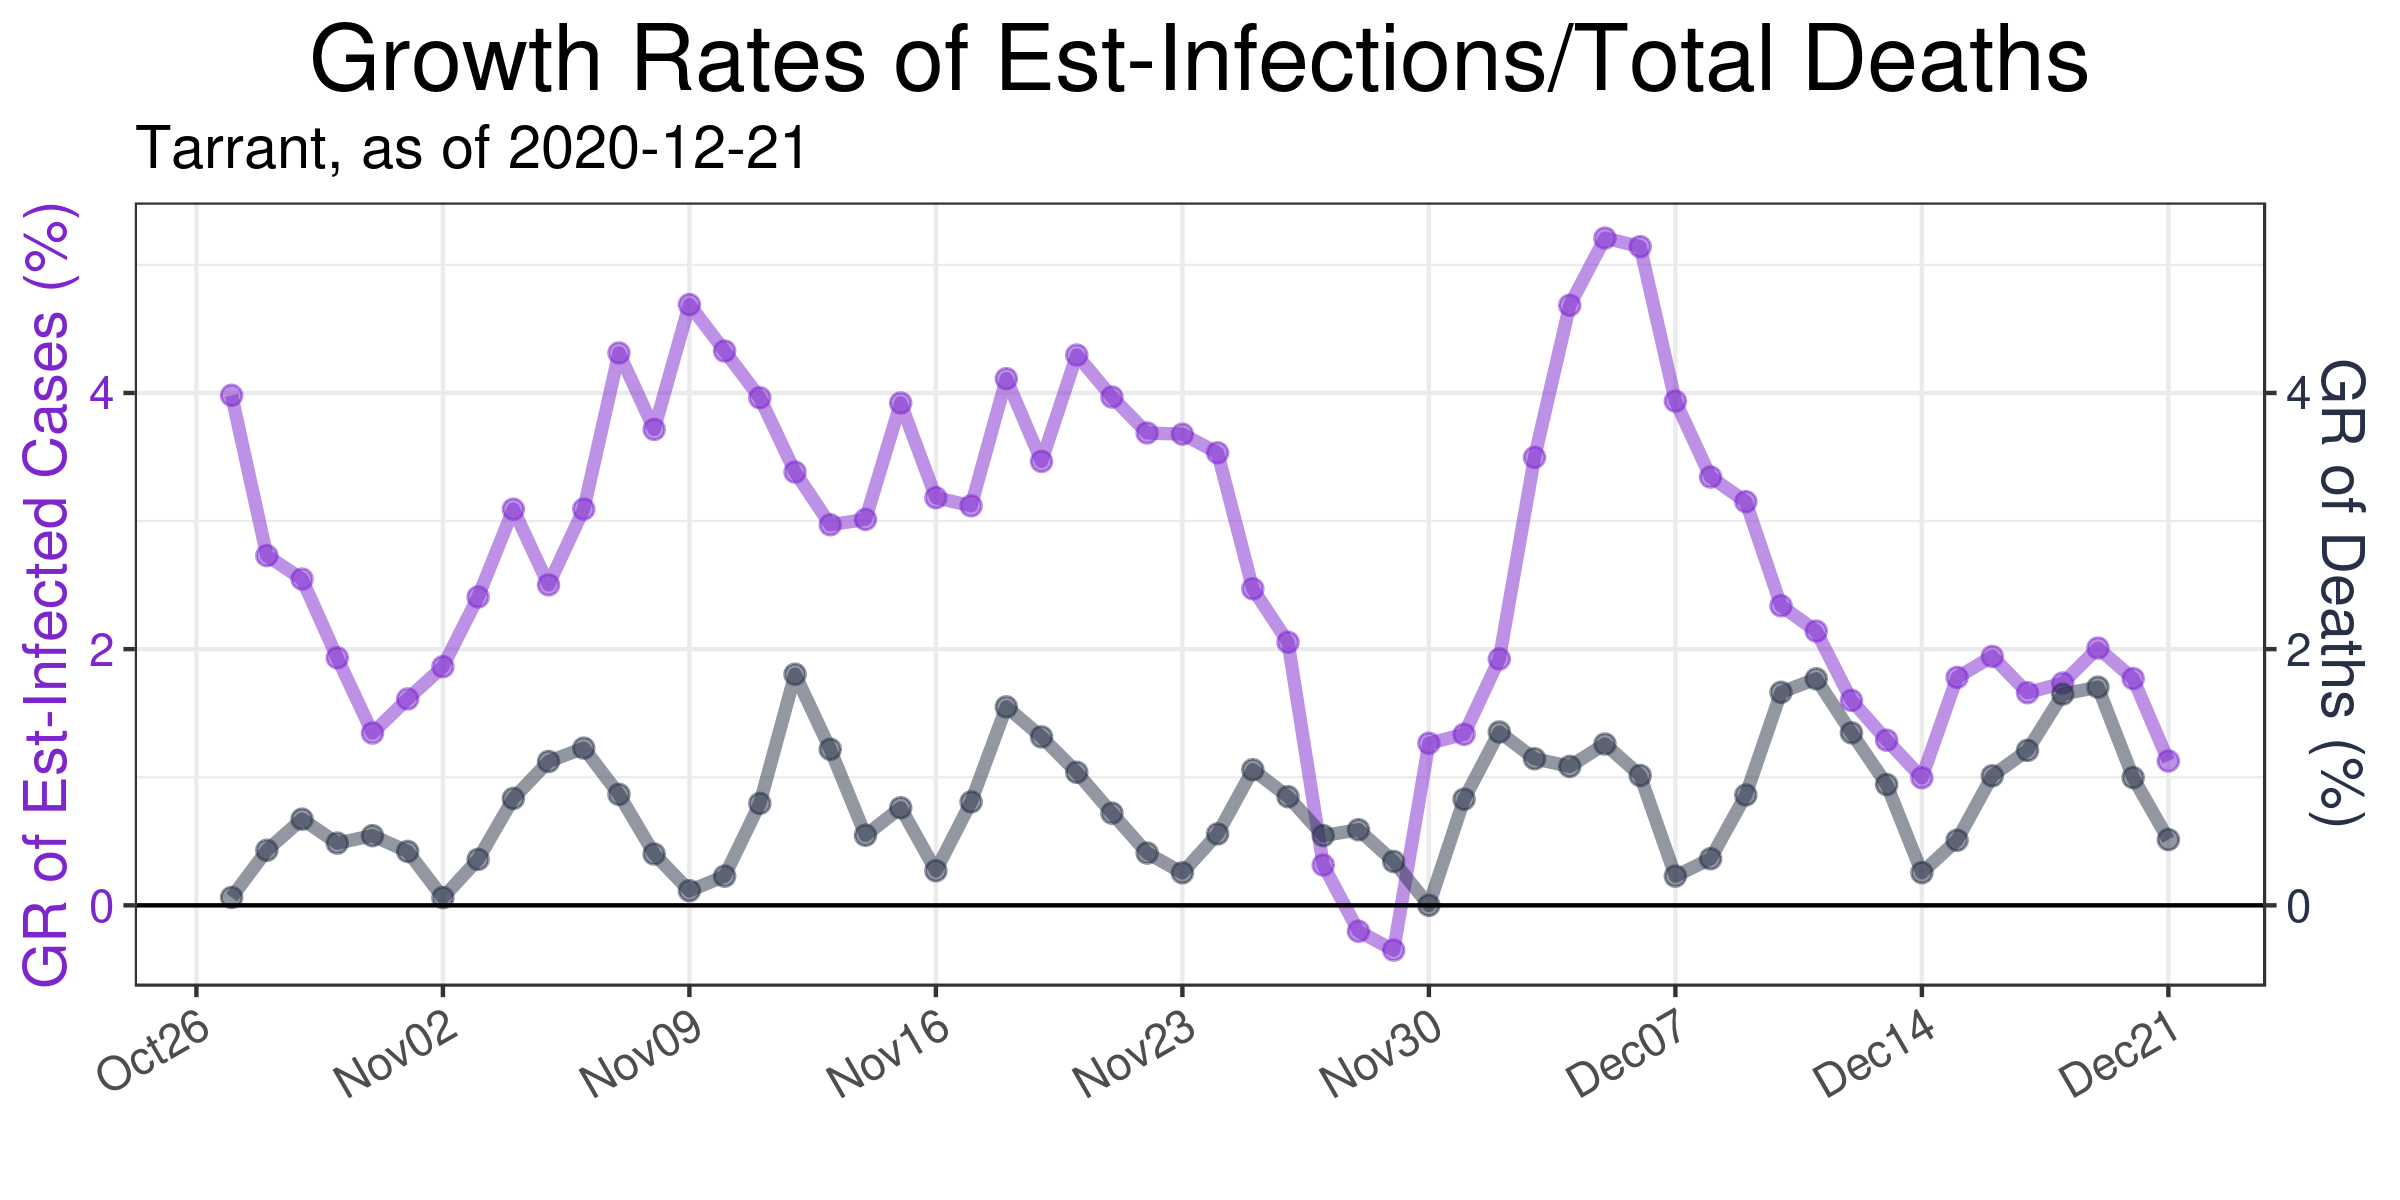 Growth Rates of Est-Infections/Total Deaths
Tarrant, as of 2020-12-21
GR of Est-Infected Cases (%)
4
2
0
4
2
0
GR of Deaths (%)
Oct26
Nov02
Nov09
Nov16
Nov23
Nov30
Dec07
Dec14
Dec21